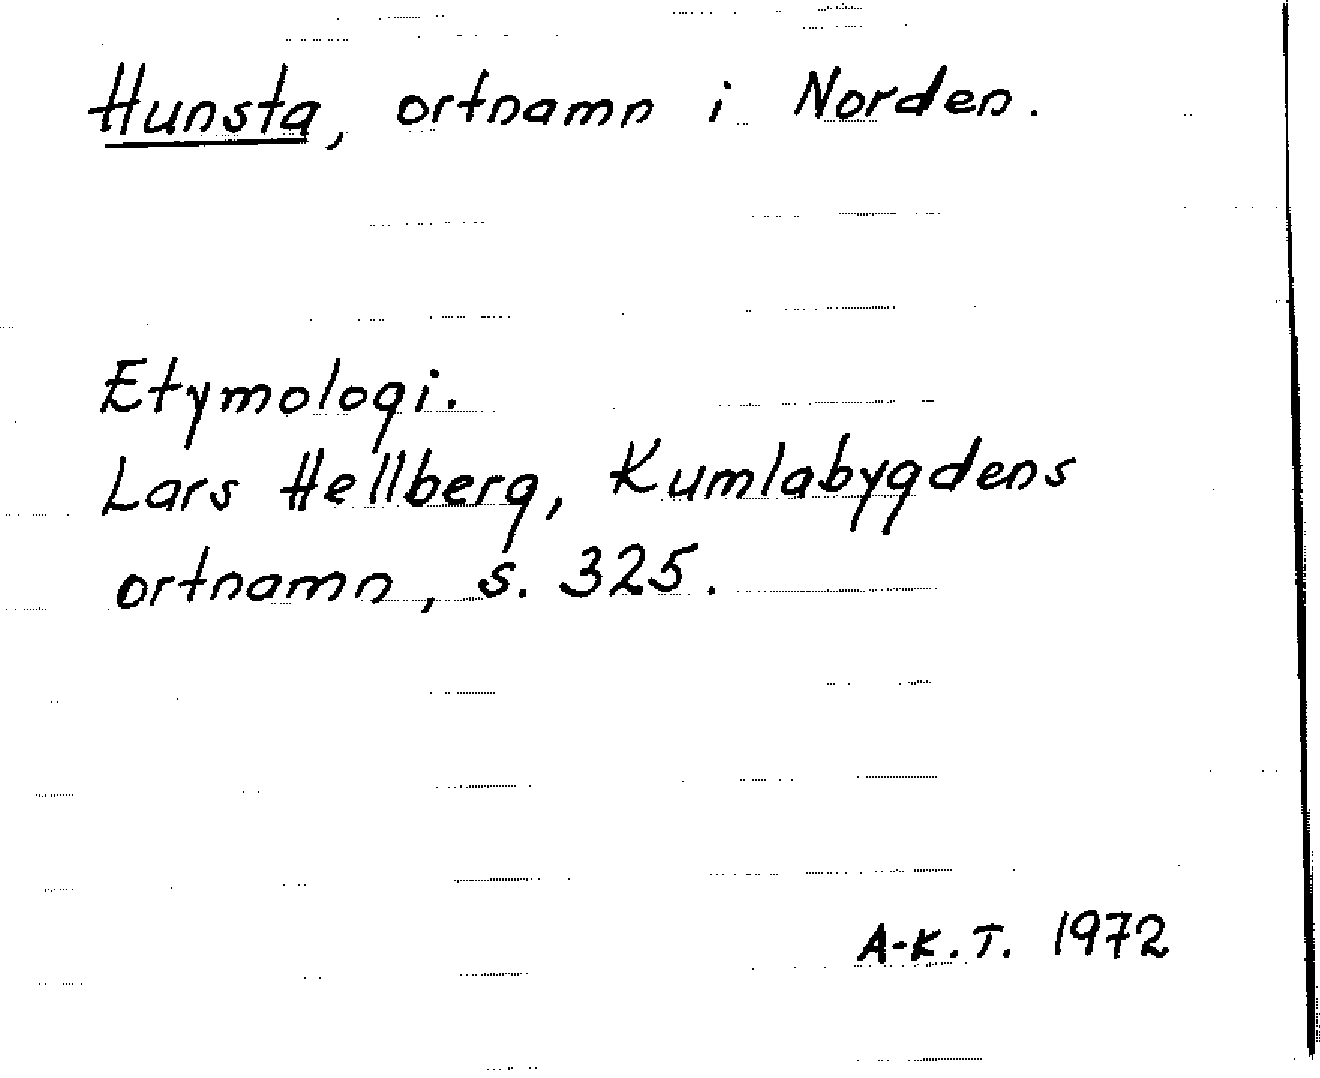 Hunsta, ortnamn i Norden.
Etymologi.
Lars Hellberg, Kumlabygdens
ortnamn, s. 325.
A-K.T. 1972